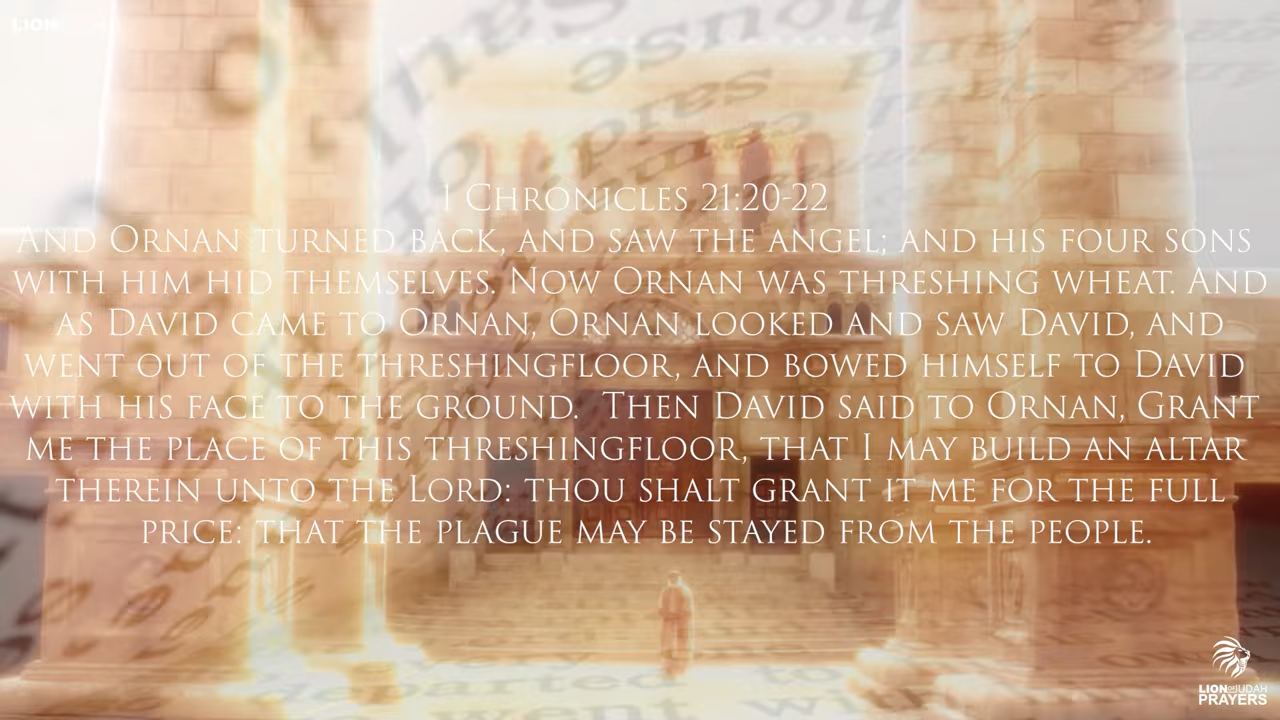 LION
1 Chronicles 21:20-22
And Ornan turned back, and saw the angel; and his four sons
with him hid themselves. Now Ornan was threshing wheat. And
as David came to Ornan, Ornan looked and saw David, and
went out of the threshingfloor, and bowed himself to David
with his face to the ground. Then David said to Ornan, Grant
me the place of this threshingfloor, that I may build an altar
therein unto the Lord: thou shalt grant it me for the full
price: that the plague may be stayed from the people.
LION OF JUDAH
PRAYERS